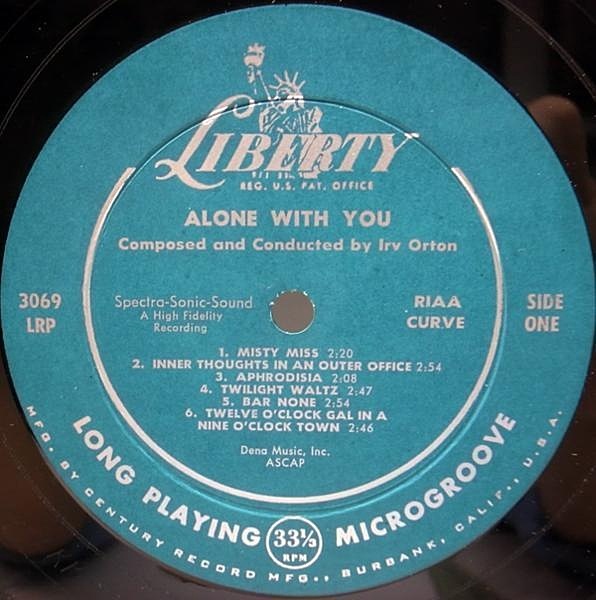 LIBERTY
REG. U.S. PAT. OFFICE
ALONE WITH YOU
Composed and Conducted by Irv Orton
3069
LRP
Spectra-Sonic-Sound
A High Fidelity
Recording
RIAA
CURVE
SIDE
ONE
1. MISTY MISS 2:20
2. INNER THOUGHTS IN AN OUTER OFFICE 2:54
3. APHRODISIA 2:08
4. TWILIGHT WALTZ 2:47
5. BAR NONE 2:54
6. TWELVE O'CLOCK GAL IN A
NINE O'CLOCK TOWN 2:46
Dena Music, Inc.
ASCAP
LONG PLAYING 33⅓ RPM MICROGROOVE
MFG. BY CENTURY RECORD MFG., BURBANK, CALIF., U.S.A.